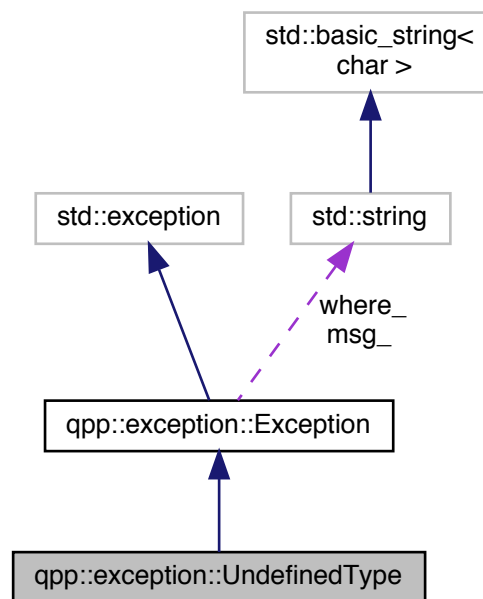 std::basic_string<
char >
std::exception
std::string
where_
msg_
qpp::exception::Exception
qpp::exception::UndefinedType